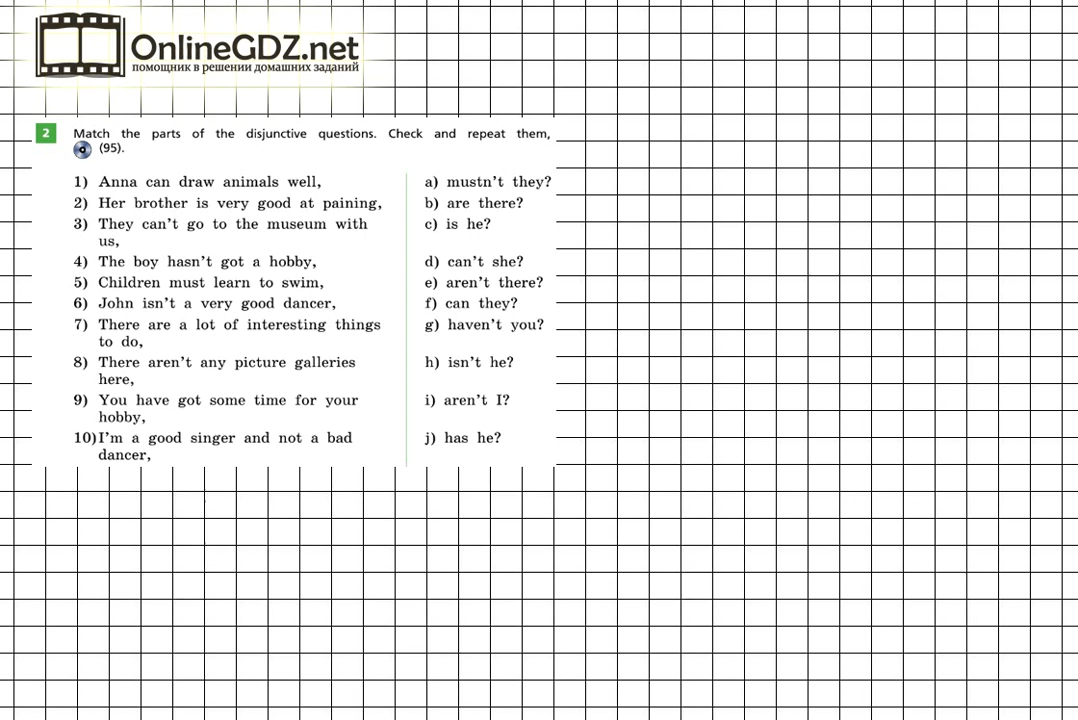 OnlineGDZ.net
помощник в решении домашних заданий
2 Match the parts of the disjunctive questions. Check and repeat them,
(95).
1) Anna can draw animals well,
a) mustn't they?
2) Her brother is very good at paining,
b) are there?
3) They can't go to the museum with
us,
c) is he?
4) The boy hasn't got a hobby,
d) can't she?
5) Children must learn to swim,
e) aren't there?
6) John isn't a very good dancer,
f) can they?
7) There are a lot of interesting things
to do,
g) haven't you?
8) There aren't any picture galleries
here,
h) isn't he?
9) You have got some time for your
hobby,
i) aren't I?
10) I'm a good singer and not a bad
dancer,
j) has he?